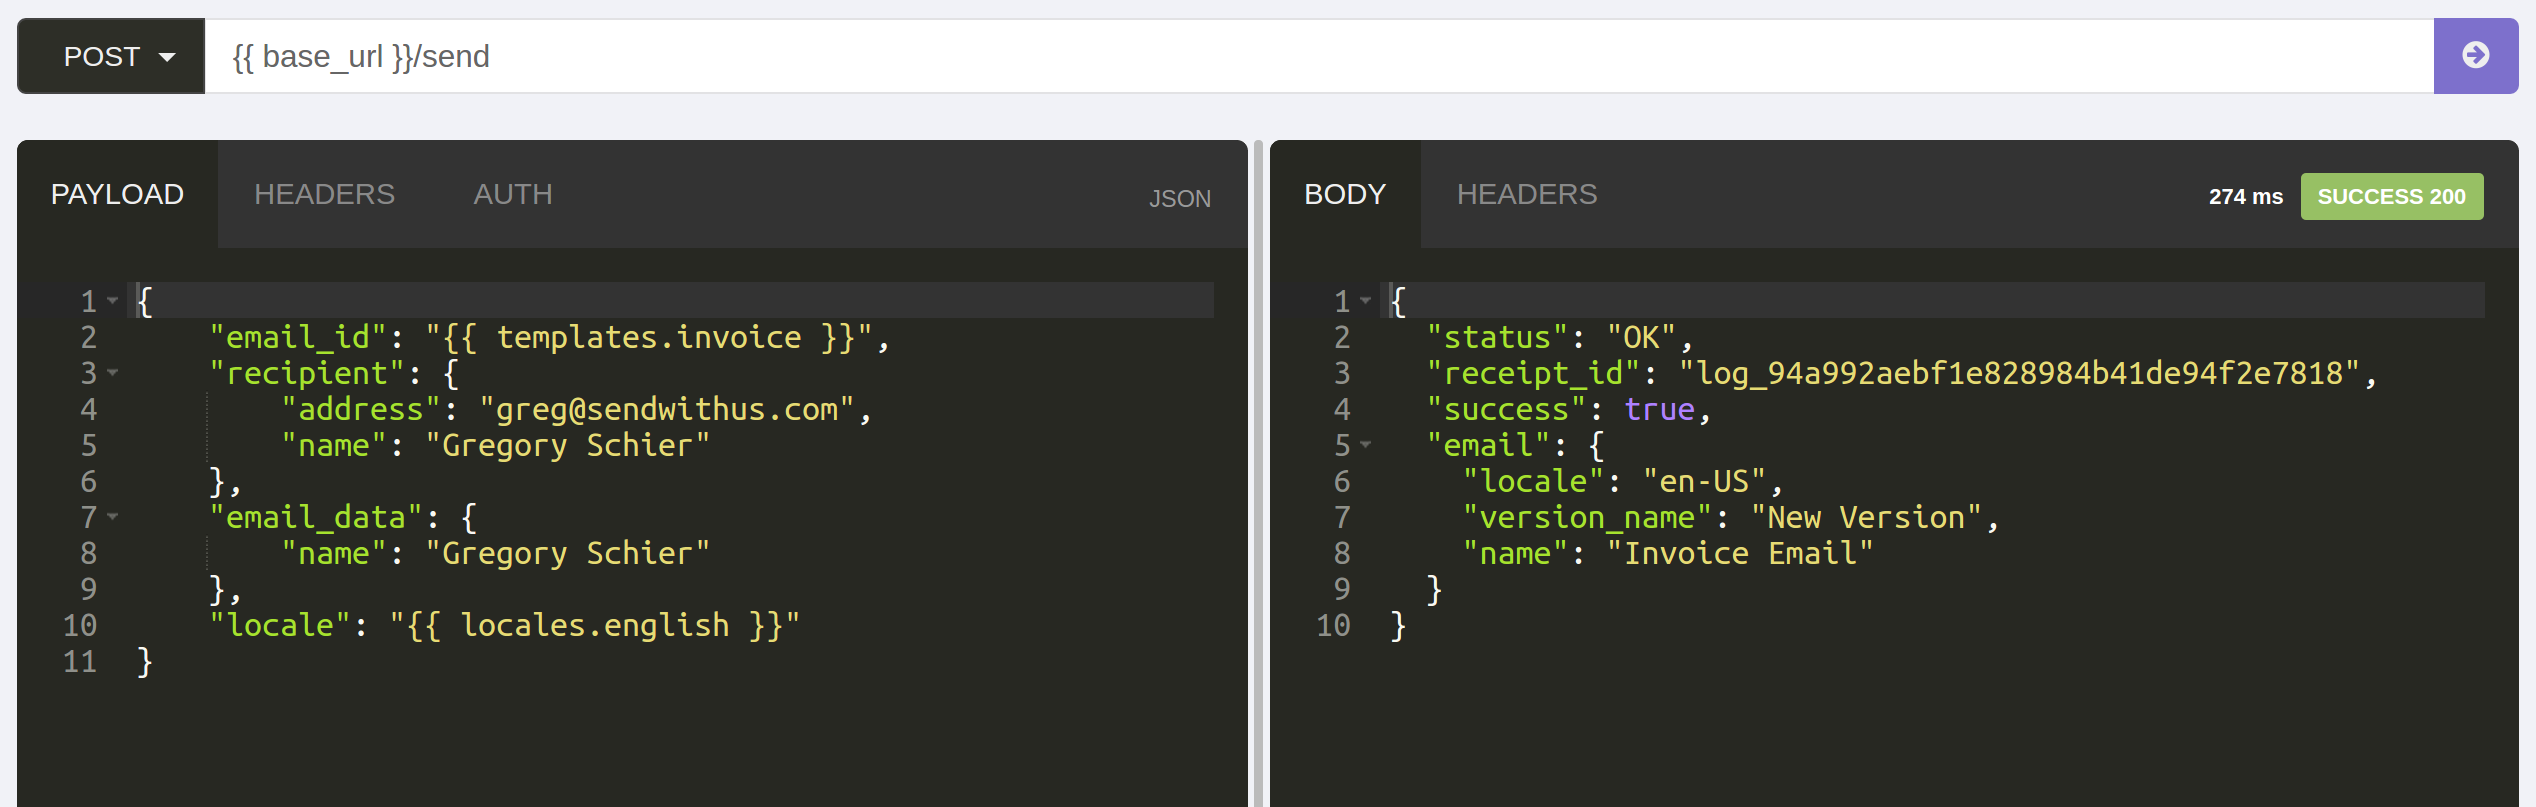 POST {{ base_url }}/send
PAYLOAD HEADERS AUTH JSON
1 {
2 "email_id": "{{ templates.invoice }}",
3 "recipient": {
4 "address": "greg@sendwithus.com",
5 "name": "Gregory Schier"
6 },
7 "email_data": {
8 "name": "Gregory Schier"
9 },
10 "locale": "{{ locales.english }}"
11 }
BODY HEADERS 274 ms SUCCESS 200
1 {
2 "status": "OK",
3 "receipt_id": "log_94a992aebf1e828984b41de94f2e7818",
4 "success": true,
5 "email": {
6 "locale": "en-US",
7 "version_name": "New Version",
8 "name": "Invoice Email"
9 }
10 }